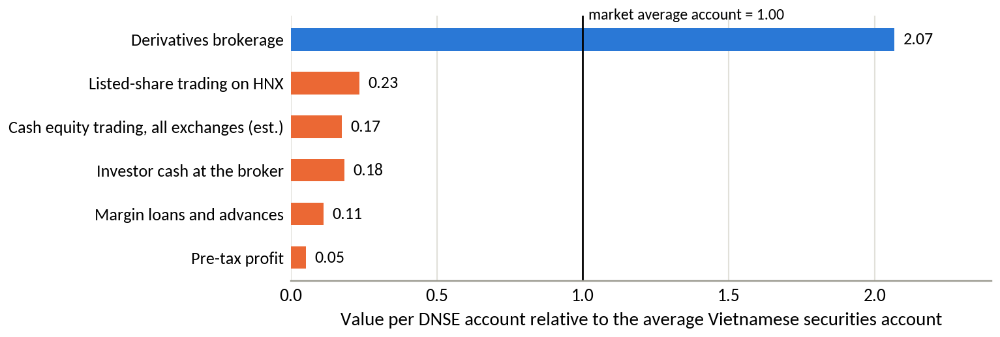 market average account = 1.00
Derivatives brokerage 2.07
Listed-share trading on HNX 0.23
Cash equity trading, all exchanges (est.) 0.17
Investor cash at the broker 0.18
Margin loans and advances 0.11
Pre-tax profit 0.05
0.0 0.5 1.0 1.5 2.0
Value per DNSE account relative to the average Vietnamese securities account